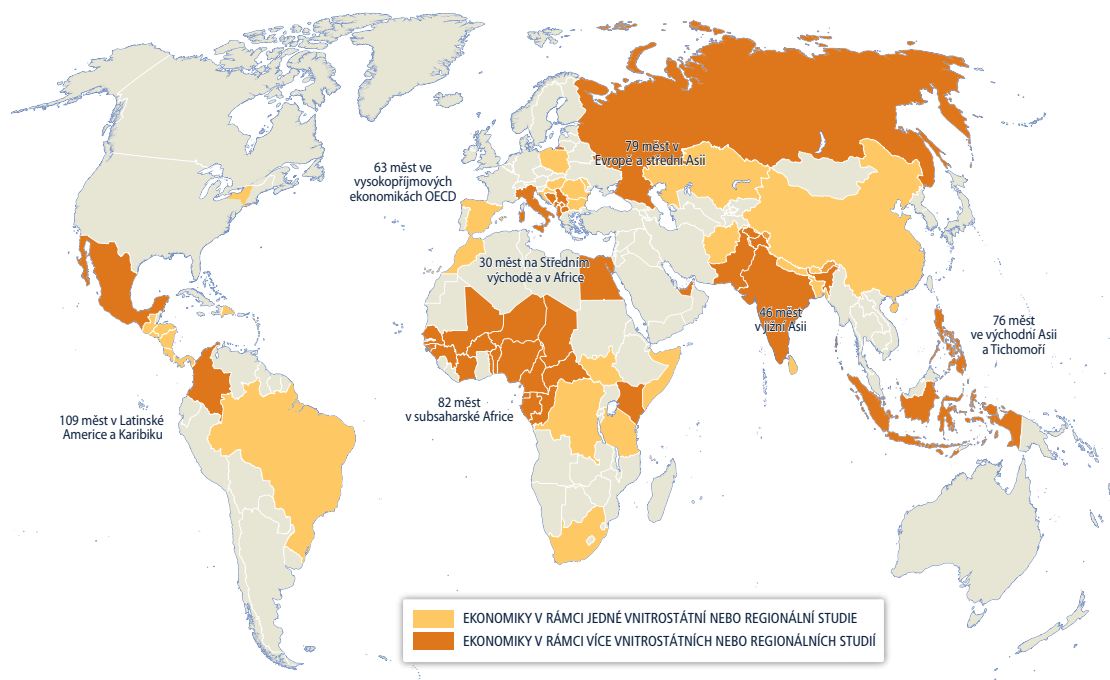 79 měst v
Evropě a střední Asii
63 měst ve
vysokopříjmových
ekonomikách OECD
30 měst na Středním
východě a v Africe
46 měst
v jižní Asii
76 měst
ve východní Asii
a Tichomoří
82 měst
v subsaharské Africe
109 měst v Latinské
Americe a Karibiku
EKONOMIKY V RÁMCI JEDNÉ VNITROSTÁTNÍ NEBO REGIONÁLNÍ STUDIE
EKONOMIKY V RÁMCI VÍCE VNITROSTÁTNÍCH NEBO REGIONÁLNÍCH STUDIÍ